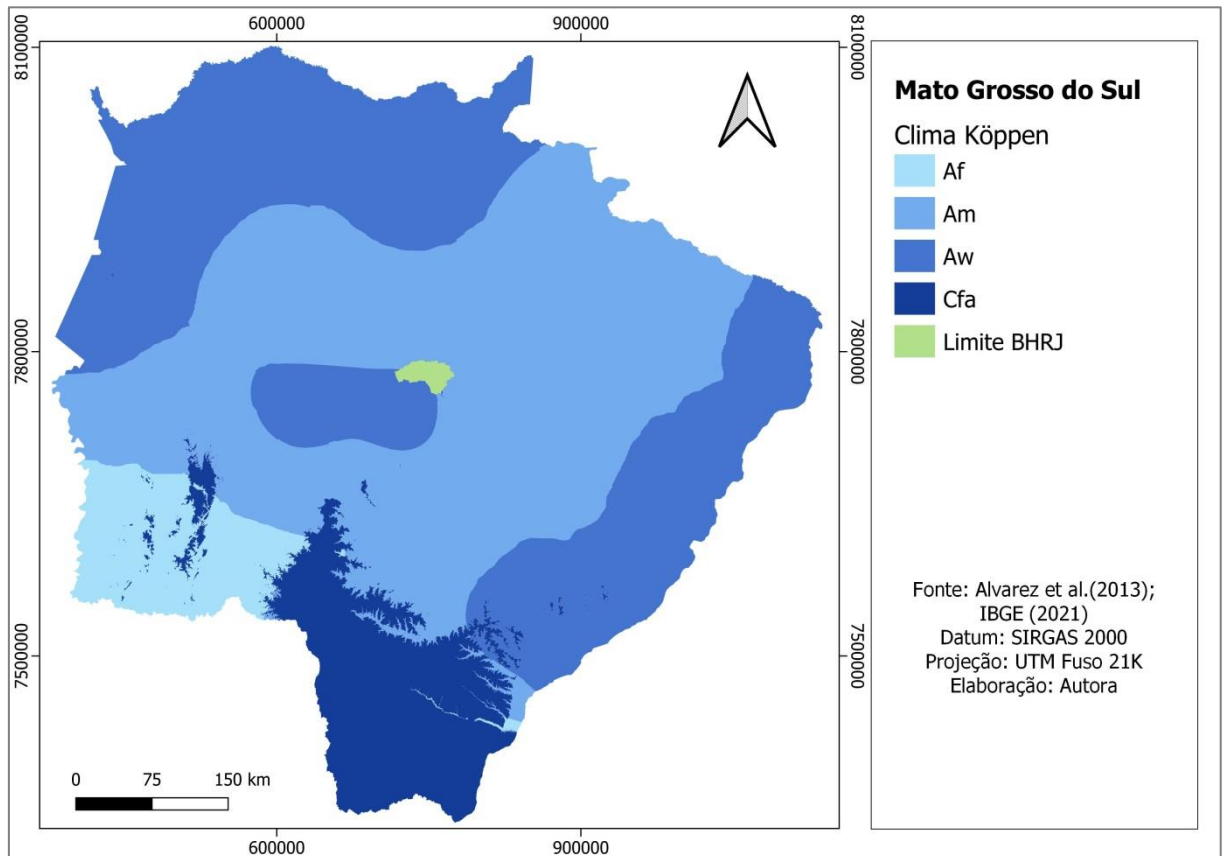 600000
900000
8100000
8100000
7800000
7800000
7500000
7500000
0 75 150 km
600000
900000
Mato Grosso do Sul
Clima Köppen
Af
Am
Aw
Cfa
Limite BHRJ
Fonte: Alvarez et al.(2013);
IBGE (2021)
Datum: SIRGAS 2000
Projeção: UTM Fuso 21K
Elaboração: Autora